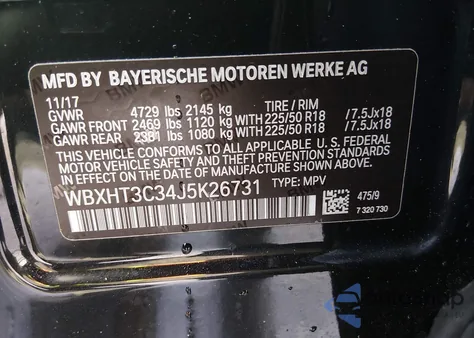 MFD BY BAYERISCHE MOTOREN WERKE AG
11/17
GVWR 4729 lbs 2145 kg TIRE / RIM
GAWR FRONT 2469 lbs 1120 kg WITH 225/50 R18 /7.5Jx18
GAWR REAR 2381 lbs 1080 kg WITH 225/50 R18 /7.5Jx18
THIS VEHICLE CONFORMS TO ALL APPLICABLE U.S. FEDERAL
MOTOR VEHICLE SAFETY, BUMPER, AND THEFT PREVENTION
STANDARDS IN EFFECT ON THE DATE OF MANUFACTURE SHOWN ABOVE.
WBXHT3C34J5K26731 TYPE: MPV
475/9
7 320 730